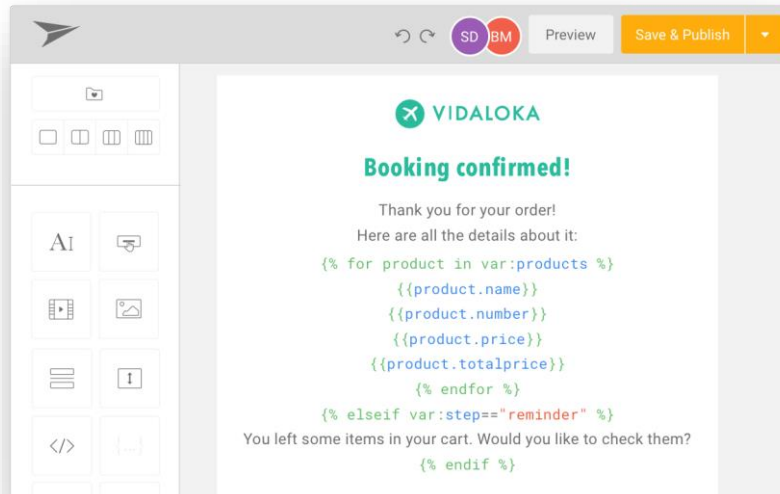 SD
BM
Preview
Save & Publish
VIDALOKA
Booking confirmed!
Thank you for your order!
Here are all the details about it:
{% for product in var:products %}
{{product.name}}
{{product.number}}
{{product.price}}
{{product.totalprice}}
{% endfor %}
{% elseif var:step=="reminder" %}
You left some items in your cart. Would you like to check them?
{% endif %}
AI
</>
{...}